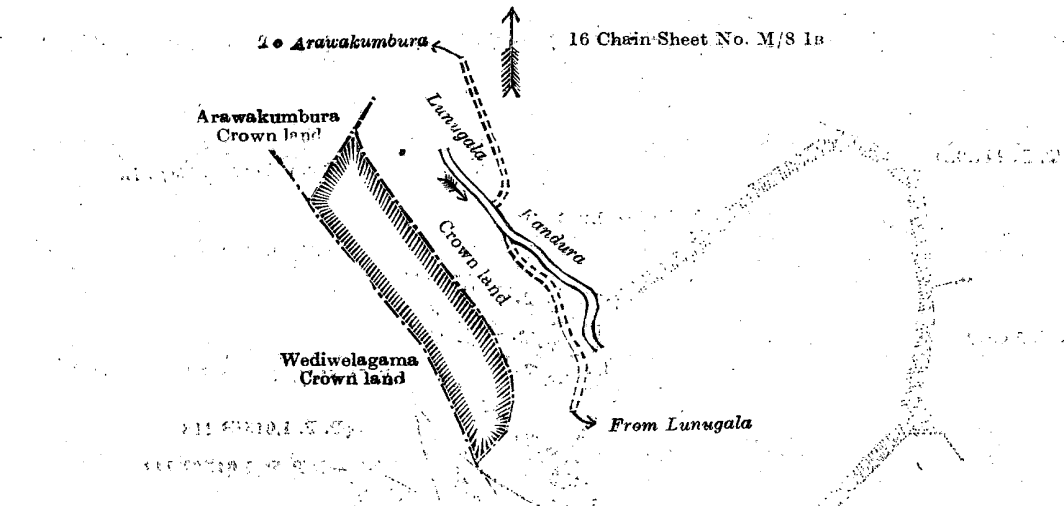 To Arawakumbura
16 Chain Sheet No. M/8 1B
Arawakumbura
Crown land
Lunugala
Kandura
Crown land
Wediwelagama
Crown land
From Lunugala